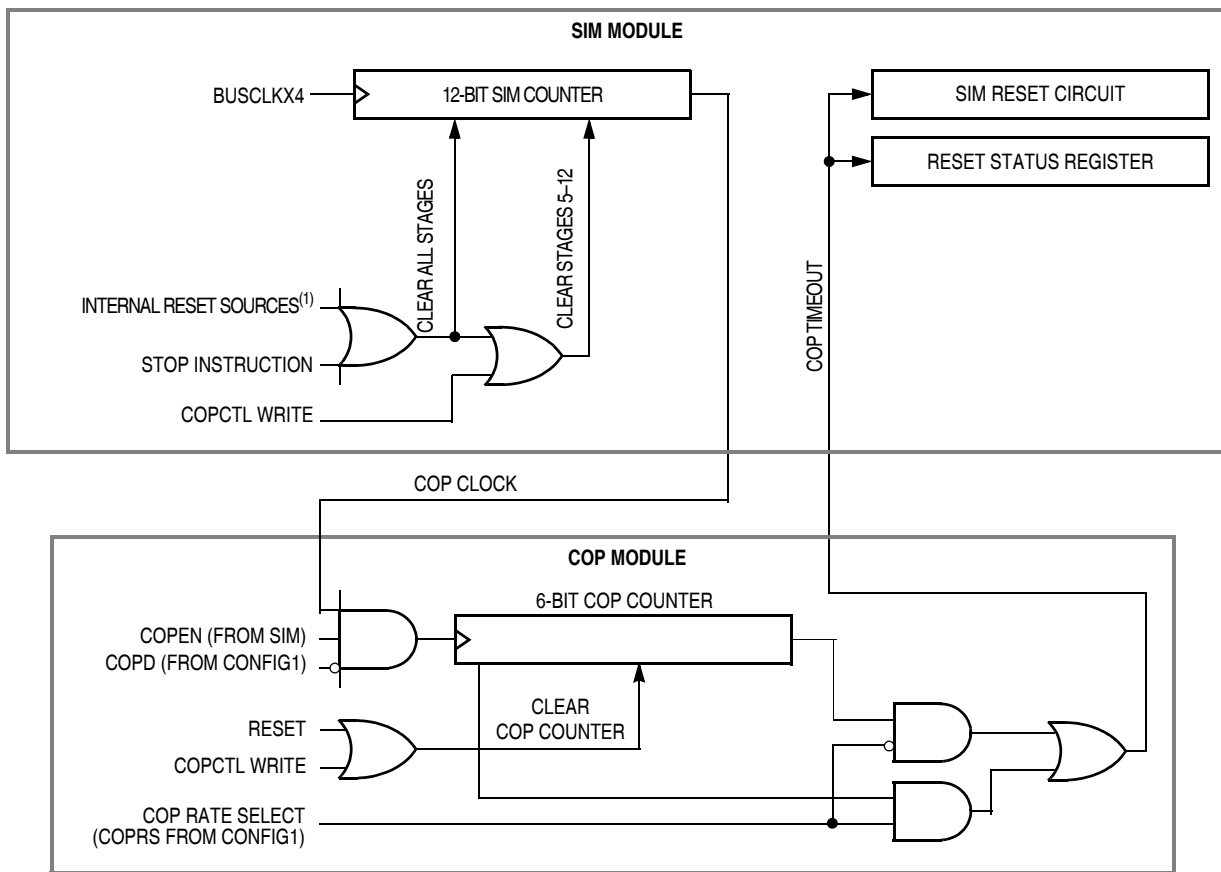 SIM MODULE
BUSCLKX4
12-BIT SIM COUNTER
SIM RESET CIRCUIT
RESET STATUS REGISTER
CLEAR ALL STAGES
CLEAR STAGES 5–12
INTERNAL RESET SOURCES(1)
STOP INSTRUCTION
COPCTL WRITE
COP TIMEOUT
COP CLOCK
COP MODULE
6-BIT COP COUNTER
COPEN (FROM SIM)
COPD (FROM CONFIG1)
CLEAR
COP COUNTER
RESET
COPCTL WRITE
COP RATE SELECT
(COPRS FROM CONFIG1)